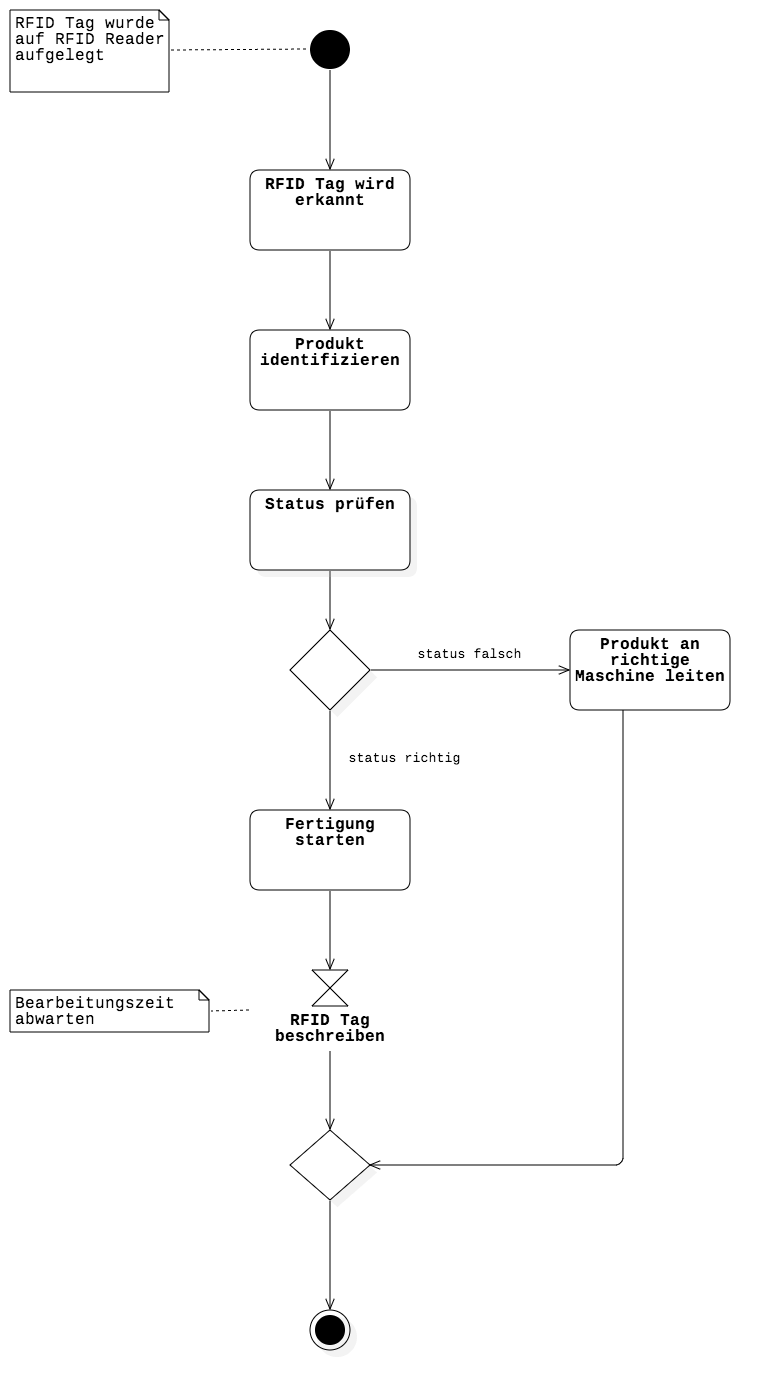 RFID Tag wurde
auf RFID Reader
aufgelegt
RFID Tag wird
erkannt
Produkt
identifizieren
Status prüfen
status falsch
Produkt an
richtige
Maschine leiten
status richtig
Fertigung
starten
Bearbeitungszeit
abwarten
RFID Tag
beschreiben